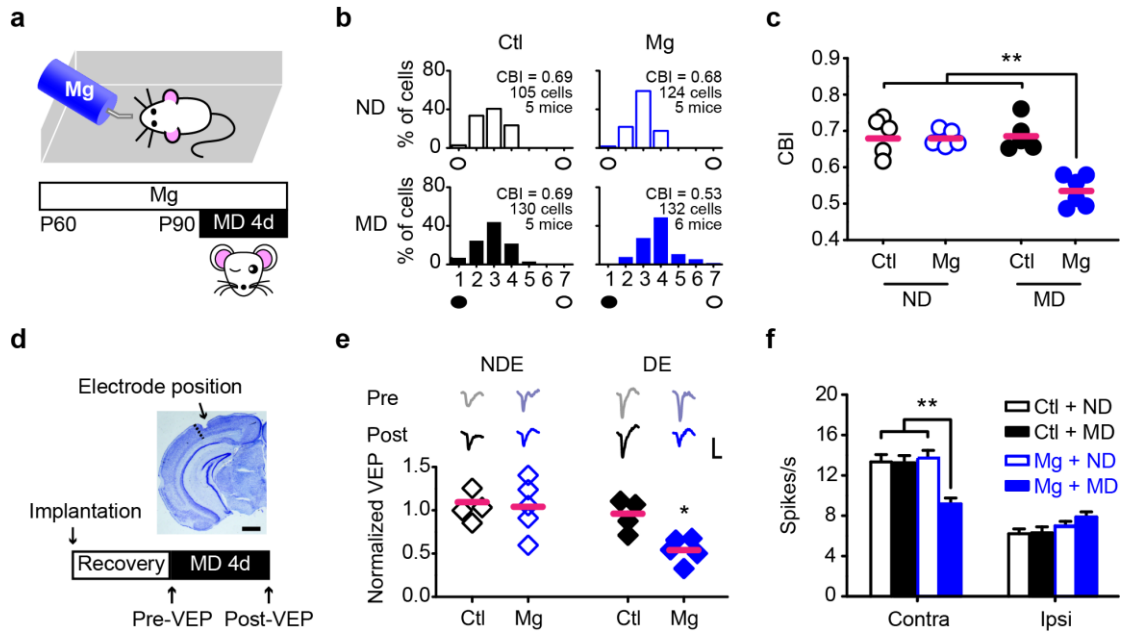 a
Mg
Mg
P60 P90 MD 4d
b
Ctl Mg
ND
% of cells
80
40
0
CBI = 0.69
105 cells
5 mice
CBI = 0.68
124 cells
5 mice
MD
% of cells
80
40
0
CBI = 0.69
130 cells
5 mice
CBI = 0.53
132 cells
6 mice
1 2 3 4 5 6 7
1 2 3 4 5 6 7
c
**
CBI
0.9
0.8
0.7
0.6
0.5
0.4
Ctl Mg Ctl Mg
ND MD
d
Electrode position
Implantation
Recovery MD 4d
Pre-VEP Post-VEP
e
NDE DE
Pre
Post
Normalized VEP
1.5
1.0
0.5
0.0
*
Ctl Mg Ctl Mg
f
Spikes/s
20
16
12
8
4
0
**
Ctl + ND
Ctl + MD
Mg + ND
Mg + MD
Contra Ipsi